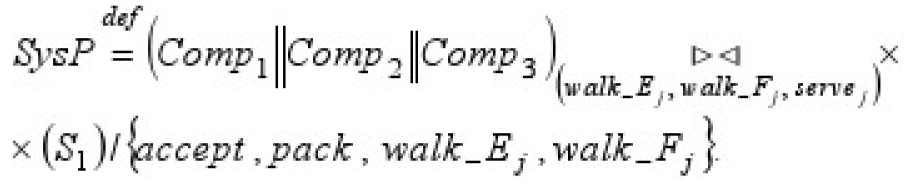 SysP def= (Comp₁||Comp₂||Comp₃) ▷◁ (walk_Eⱼ, walk_Fⱼ, serveⱼ) ×
× (S₁)/{accept, pack, walk_Eⱼ, walk_Fⱼ}.